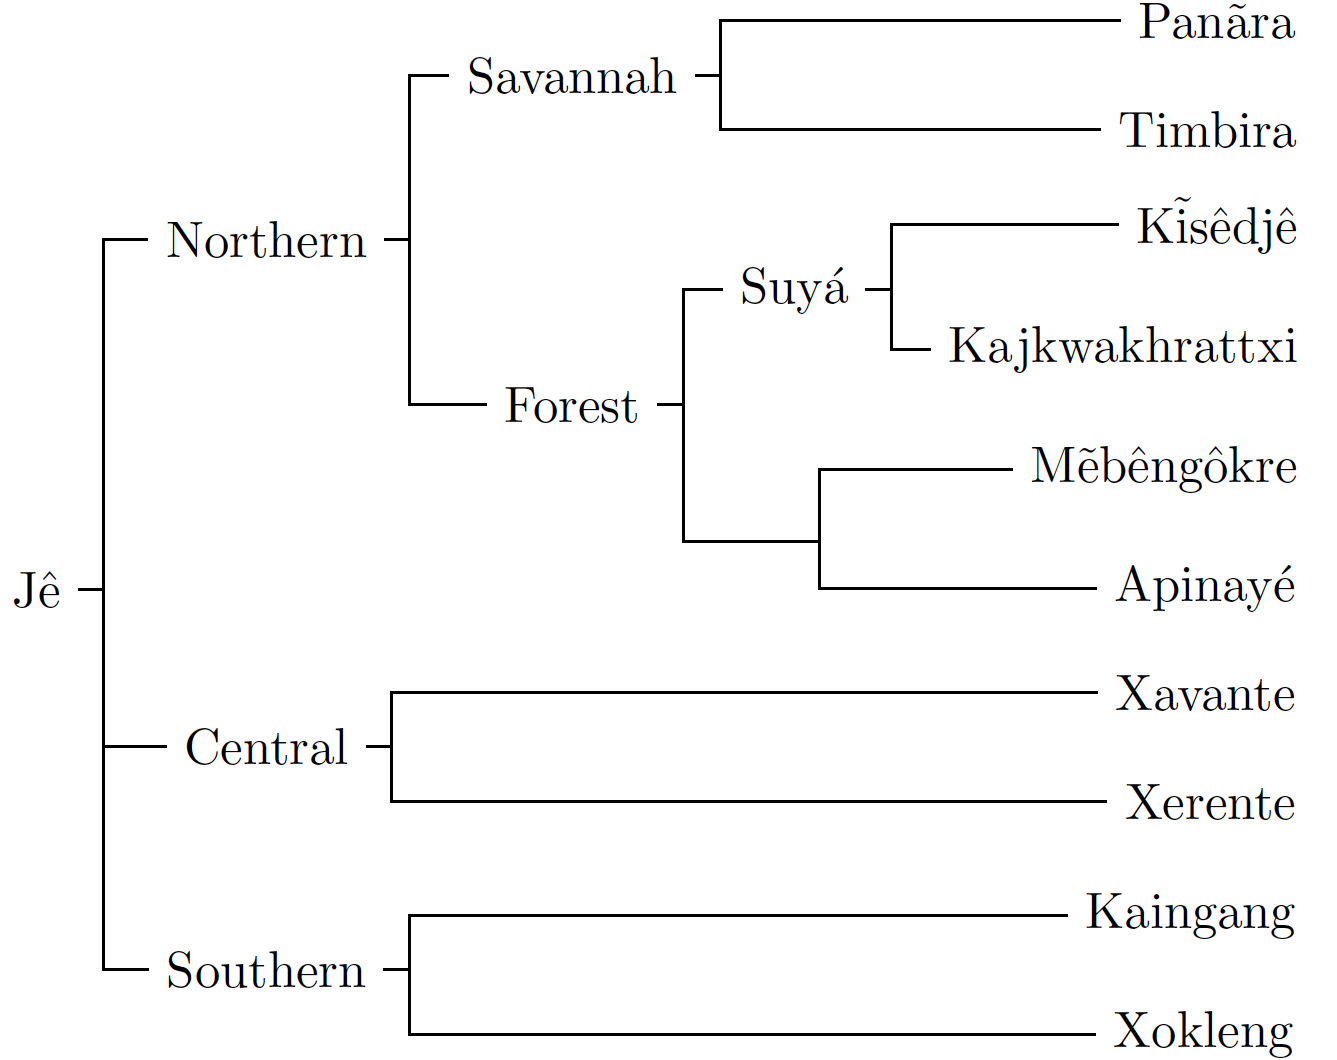 Panãra
Savannah
Timbira
Kĩsêdjê
Northern
Suyá
Kajkwakhrattxi
Forest
Mẽbêngôkre
Jê
Apinayé
Xavante
Central
Xerente
Kaingang
Southern
Xokleng